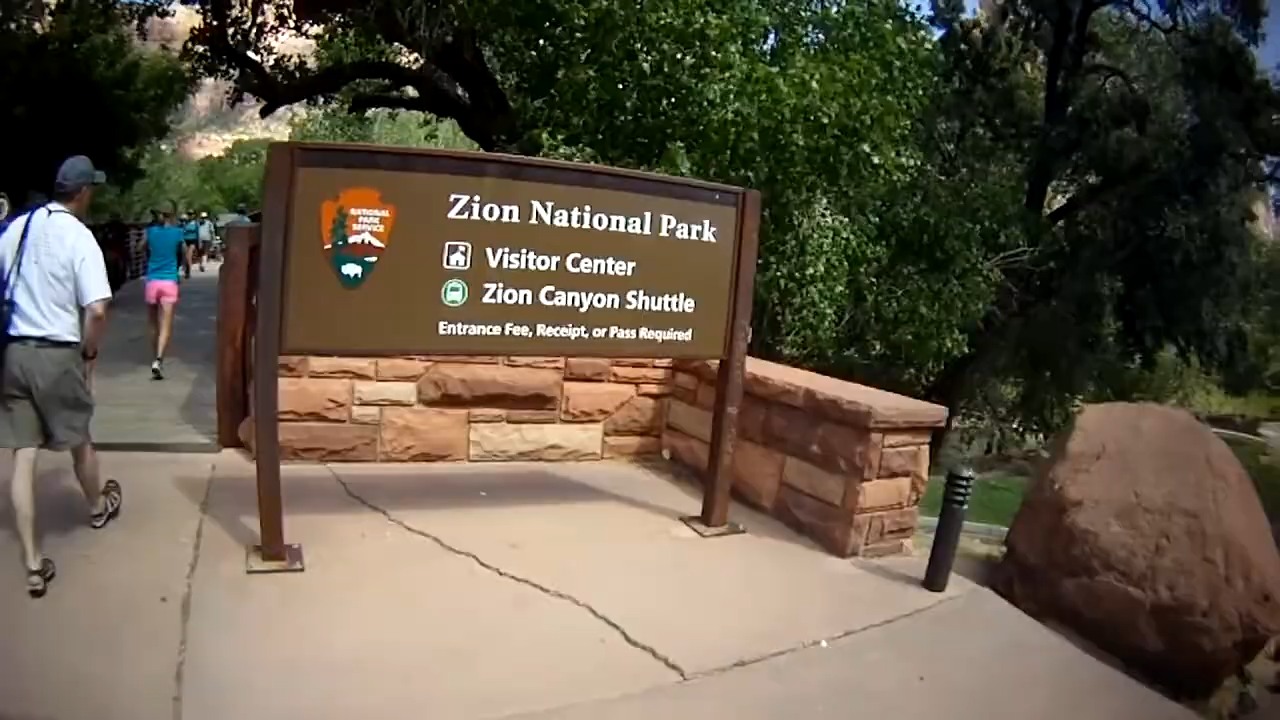 NATIONAL
PARK
SERVICE
Zion National Park
Visitor Center
Zion Canyon Shuttle
Entrance Fee, Receipt, or Pass Required